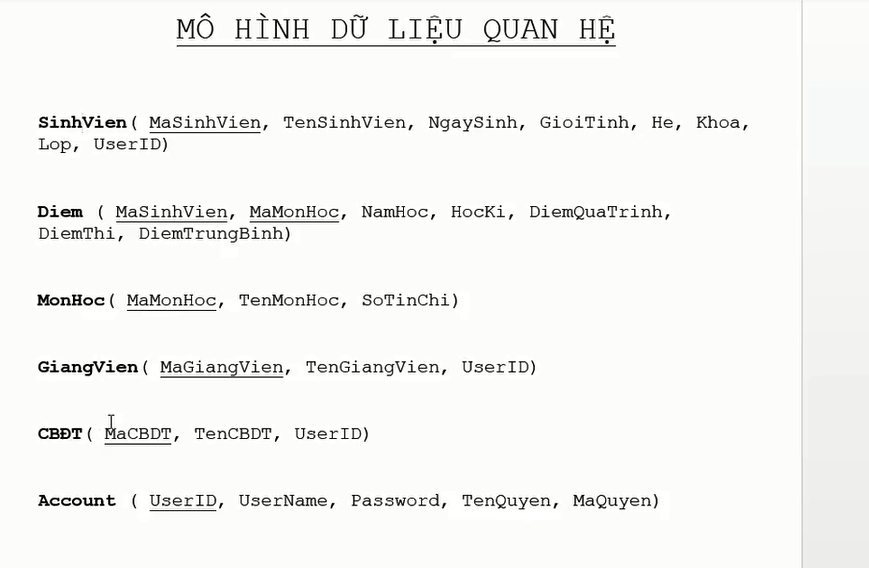 MÔ HÌNH DỮ LIỆU QUAN HỆ
SinhVien( MaSinhVien, TenSinhVien, NgaySinh, GioiTinh, He, Khoa,
Lop, UserID)
Diem ( MaSinhVien, MaMonHoc, NamHoc, HocKi, DiemQuaTrinh,
DiemThi, DiemTrungBinh)
MonHoc( MaMonHoc, TenMonHoc, SoTinChi)
GiangVien( MaGiangVien, TenGiangVien, UserID)
CBĐT( MaCBDT, TenCBDT, UserID)
Account ( UserID, UserName, Password, TenQuyen, MaQuyen)